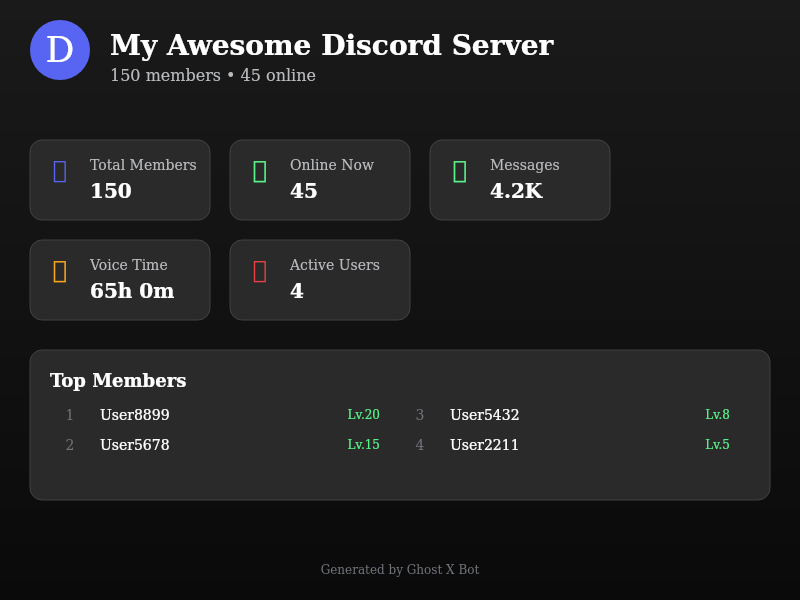 D
My Awesome Discord Server
150 members • 45 online
Total Members
150
Online Now
45
Messages
4.2K
Voice Time
65h 0m
Active Users
4
Top Members
1 User8899 Lv.20
3 User5432 Lv.8
2 User5678 Lv.15
4 User2211 Lv.5
Generated by Ghost X Bot